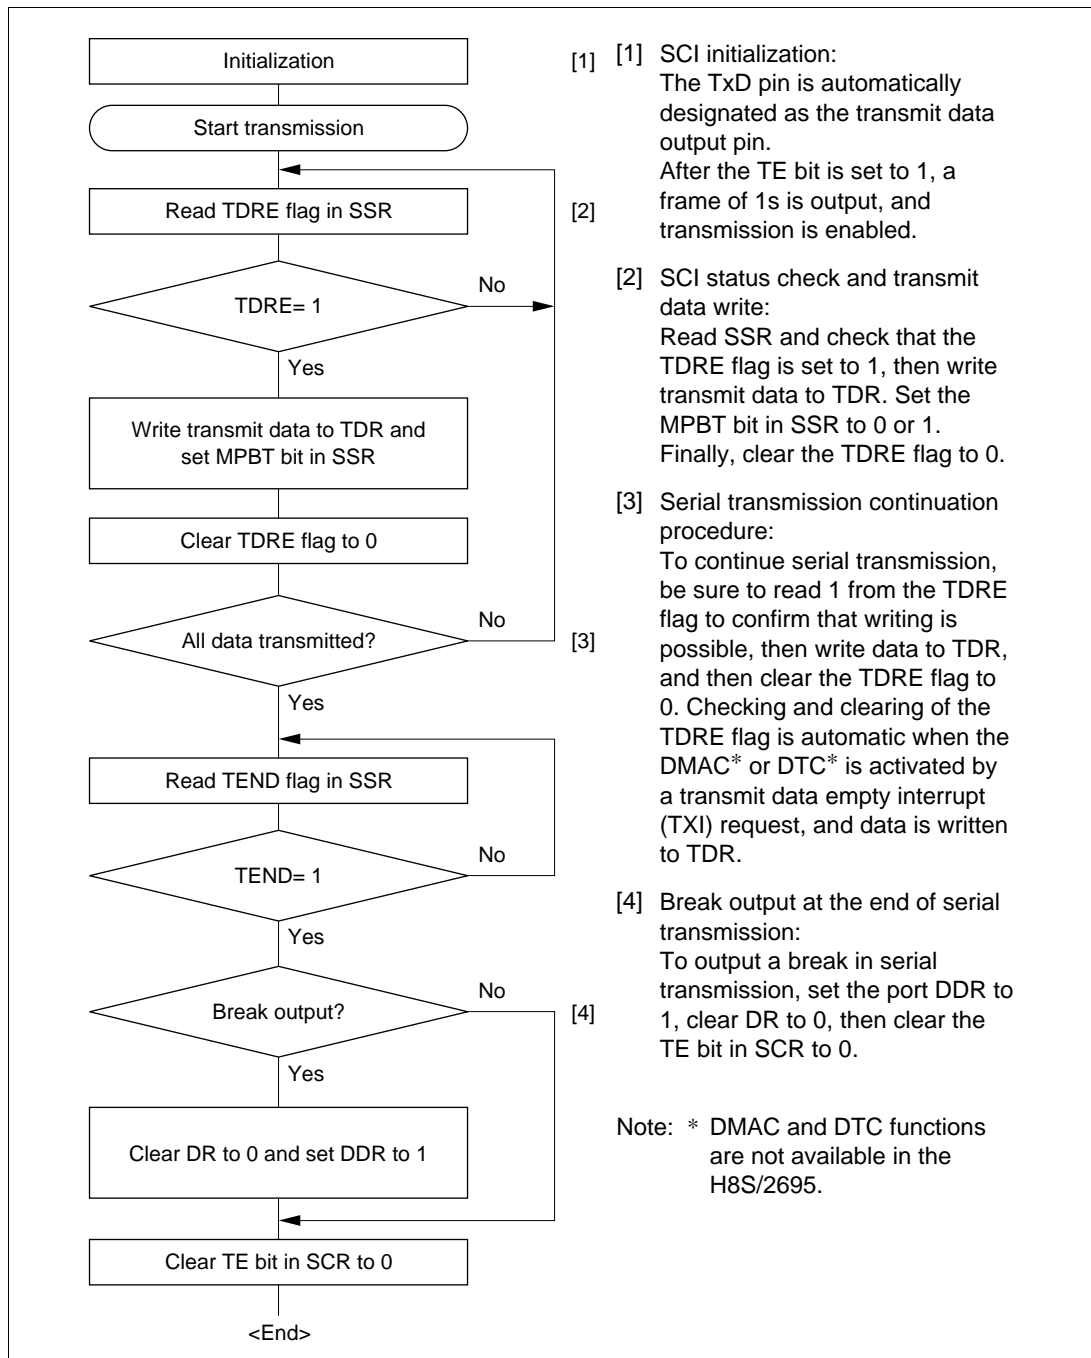 Initialization
[1]
Start transmission
Read TDRE flag in SSR
[2]
TDRE= 1
No
Yes
Write transmit data to TDR and
set MPBT bit in SSR
Clear TDRE flag to 0
All data transmitted?
No
[3]
Yes
Read TEND flag in SSR
TEND= 1
No
Yes
Break output?
No
[4]
Yes
Clear DR to 0 and set DDR to 1
Clear TE bit in SCR to 0
<End>
[1] SCI initialization:
The TxD pin is automatically
designated as the transmit data
output pin.
After the TE bit is set to 1, a
frame of 1s is output, and
transmission is enabled.
[2] SCI status check and transmit
data write:
Read SSR and check that the
TDRE flag is set to 1, then write
transmit data to TDR. Set the
MPBT bit in SSR to 0 or 1.
Finally, clear the TDRE flag to 0.
[3] Serial transmission continuation
procedure:
To continue serial transmission,
be sure to read 1 from the TDRE
flag to confirm that writing is
possible, then write data to TDR,
and then clear the TDRE flag to
0. Checking and clearing of the
TDRE flag is automatic when the
DMAC* or DTC* is activated by
a transmit data empty interrupt
(TXI) request, and data is written
to TDR.
[4] Break output at the end of serial
transmission:
To output a break in serial
transmission, set the port DDR to
1, clear DR to 0, then clear the
TE bit in SCR to 0.
Note: * DMAC and DTC functions
are not available in the
H8S/2695.